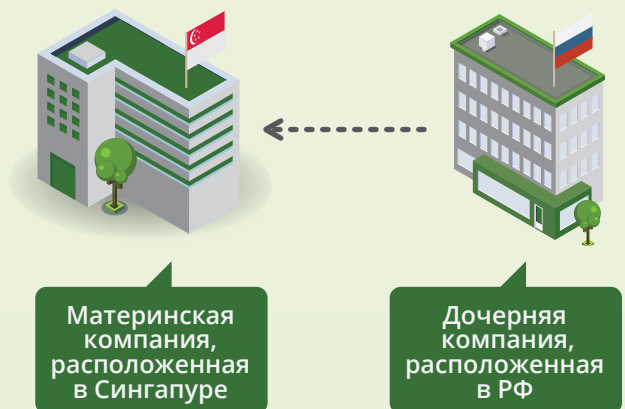 Материнская
компания,
расположенная
в Сингапуре
Дочерняя
компания,
расположенная
в РФ